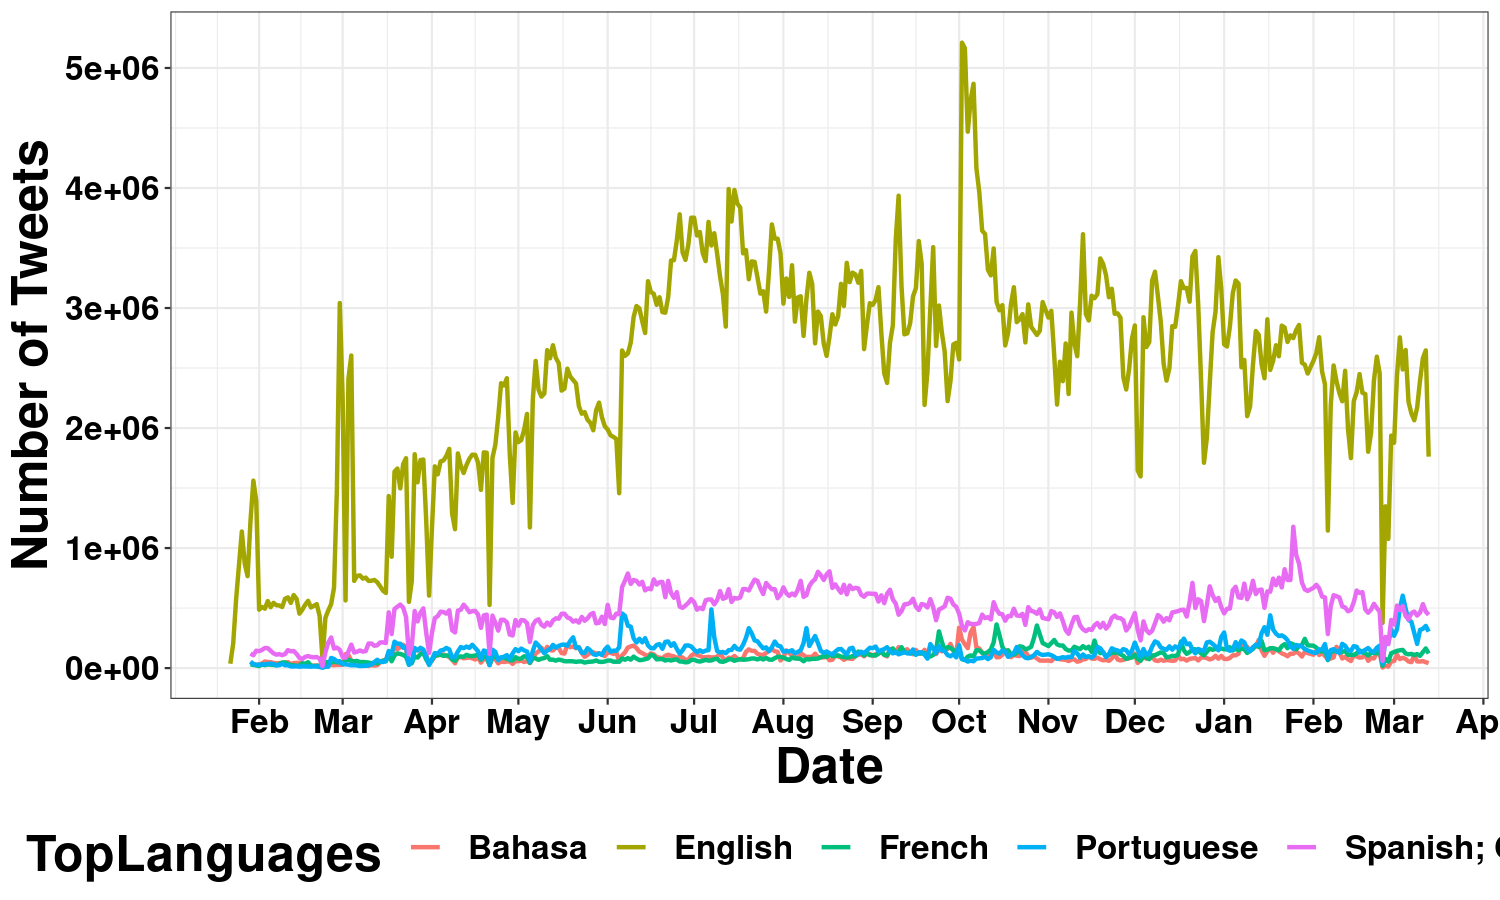 Number of Tweets
5e+06
4e+06
3e+06
2e+06
1e+06
0e+00
Feb Mar Apr May Jun Jul Aug Sep Oct Nov Dec Jan Feb Mar Ap
Date
TopLanguages Bahasa English French Portuguese Spanish;